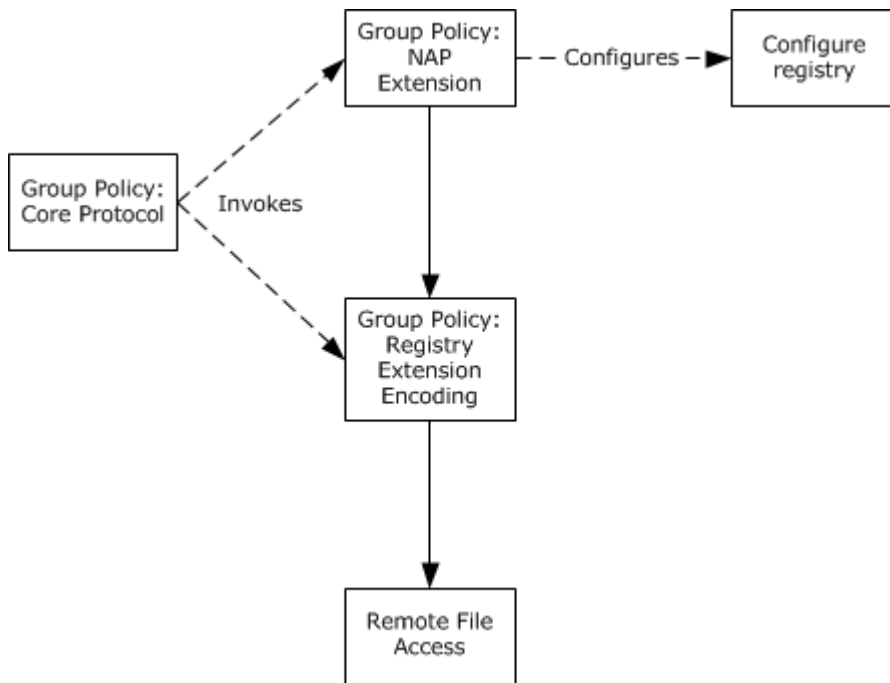 Group Policy:
NAP
Extension
Configures
Configure
registry
Group Policy:
Core Protocol
Invokes
Group Policy:
Registry
Extension
Encoding
Remote File
Access